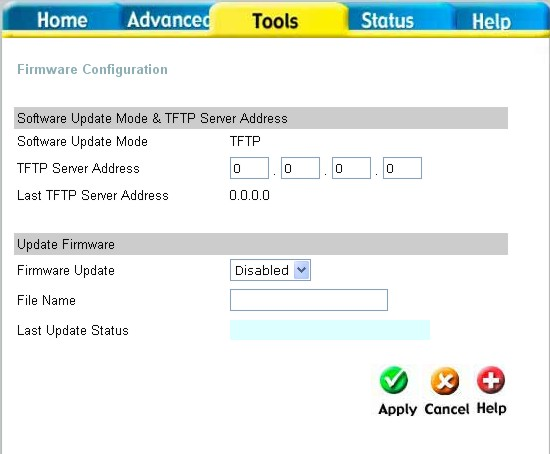 Home Advanced Tools Status Help
Firmware Configuration
Software Update Mode & TFTP Server Address
Software Update Mode TFTP
TFTP Server Address 0 . 0 . 0 . 0
Last TFTP Server Address 0.0.0.0
Update Firmware
Firmware Update Disabled
File Name
Last Update Status
Apply Cancel Help